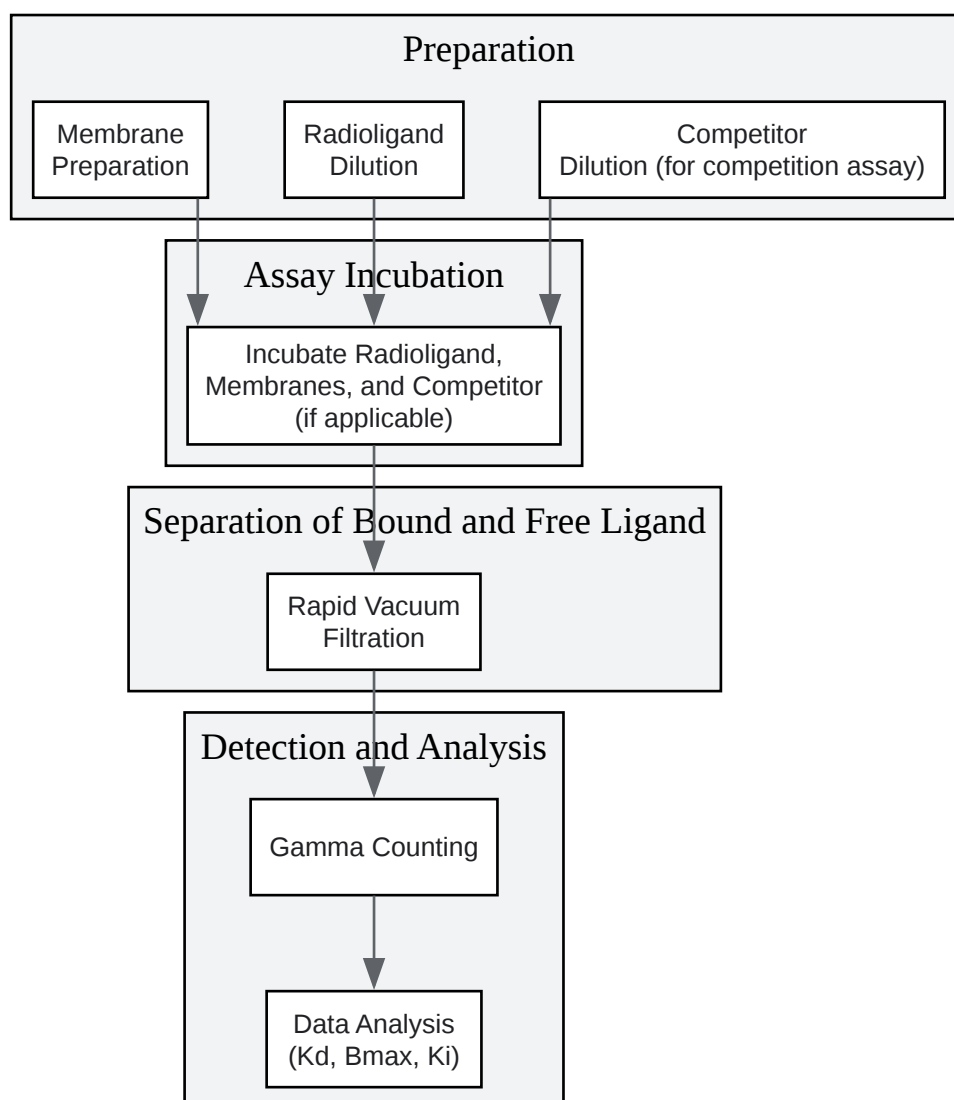 Preparation
Membrane
Preparation
Radioligand
Dilution
Competitor
Dilution (for competition assay)
Assay Incubation
Incubate Radioligand,
Membranes, and Competitor
(if applicable)
Separation of Bound and Free Ligand
Rapid Vacuum
Filtration
Detection and Analysis
Gamma Counting
Data Analysis
(Kd, Bmax, Ki)